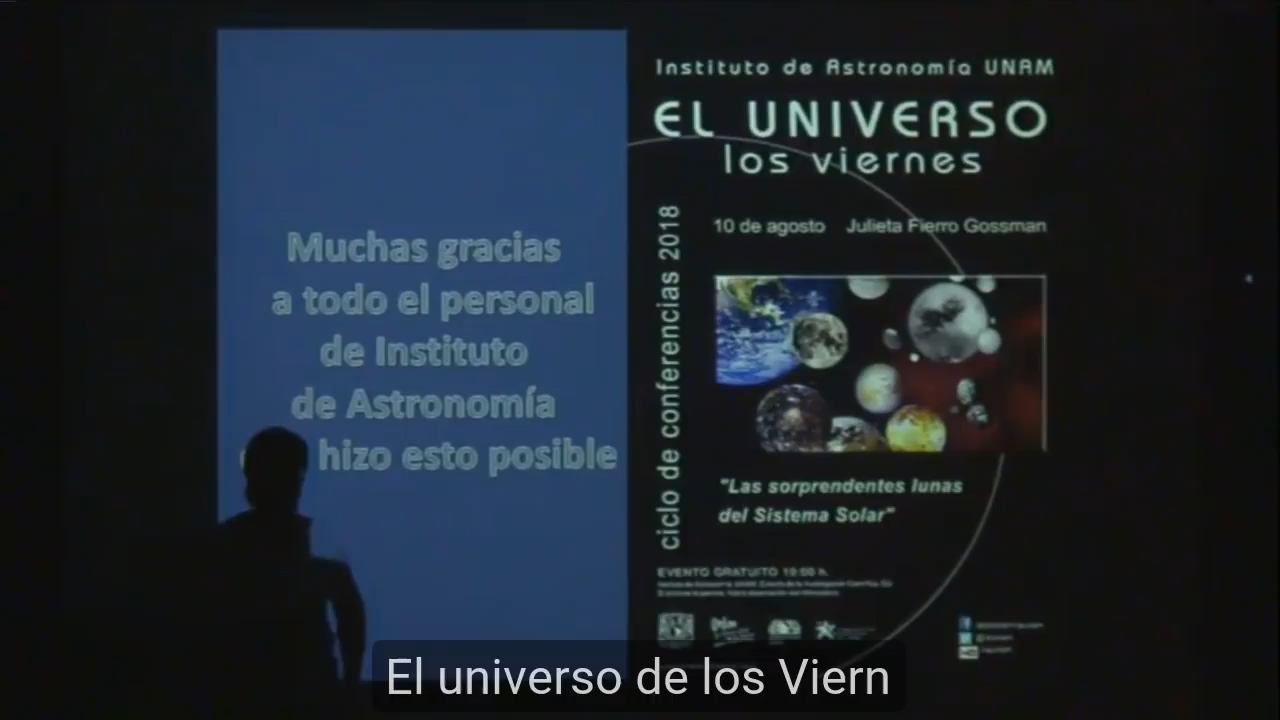 Muchas gracias
a todo el personal
de Instituto
de Astronomía
hizo esto posible
Instituto de Astronomía UNAM
EL UNIVERSO
los viernes
ciclo de conferencias 2018
10 de agosto Julieta Fierro Gossman
"Las sorprendentes lunas
del Sistema Solar"
EVENTO GRATUITO
El universo de los Viern